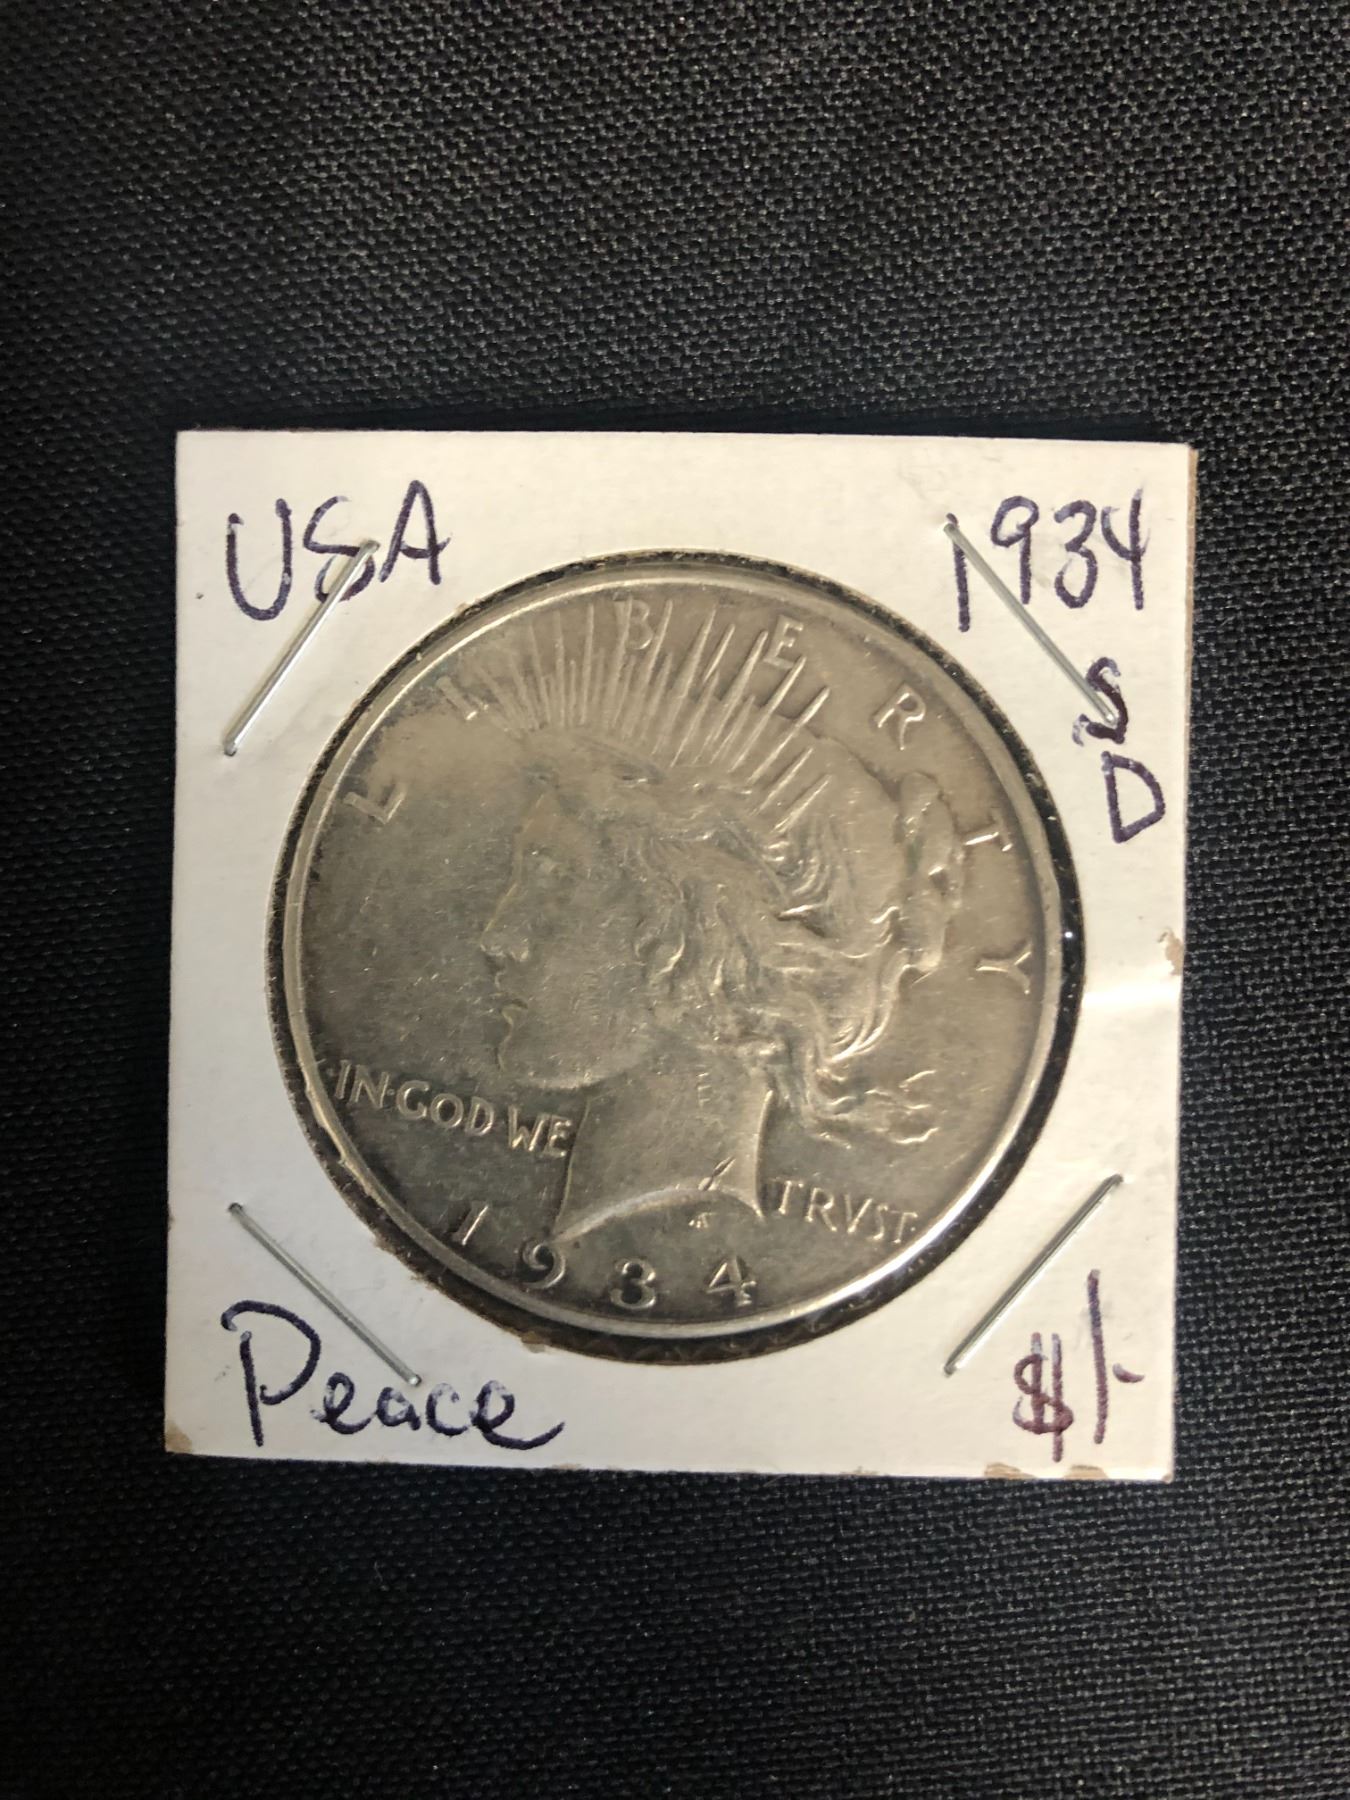 USA
1934
S
D
LIBERTY
IN·GOD WE
TRVST·
1934
Peace
$1-